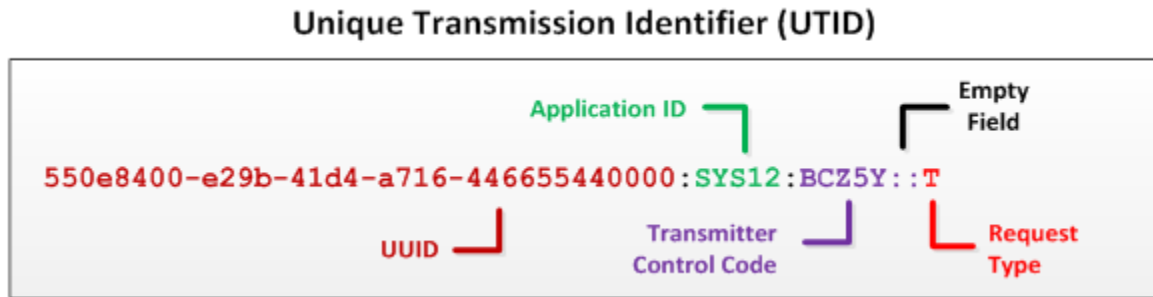 Unique Transmission Identifier (UTID)
Application ID
Empty
Field
550e8400-e29b-41d4-a716-446655440000:SYS12:BCZ5Y::T
UUID
Transmitter
Control Code
Request
Type